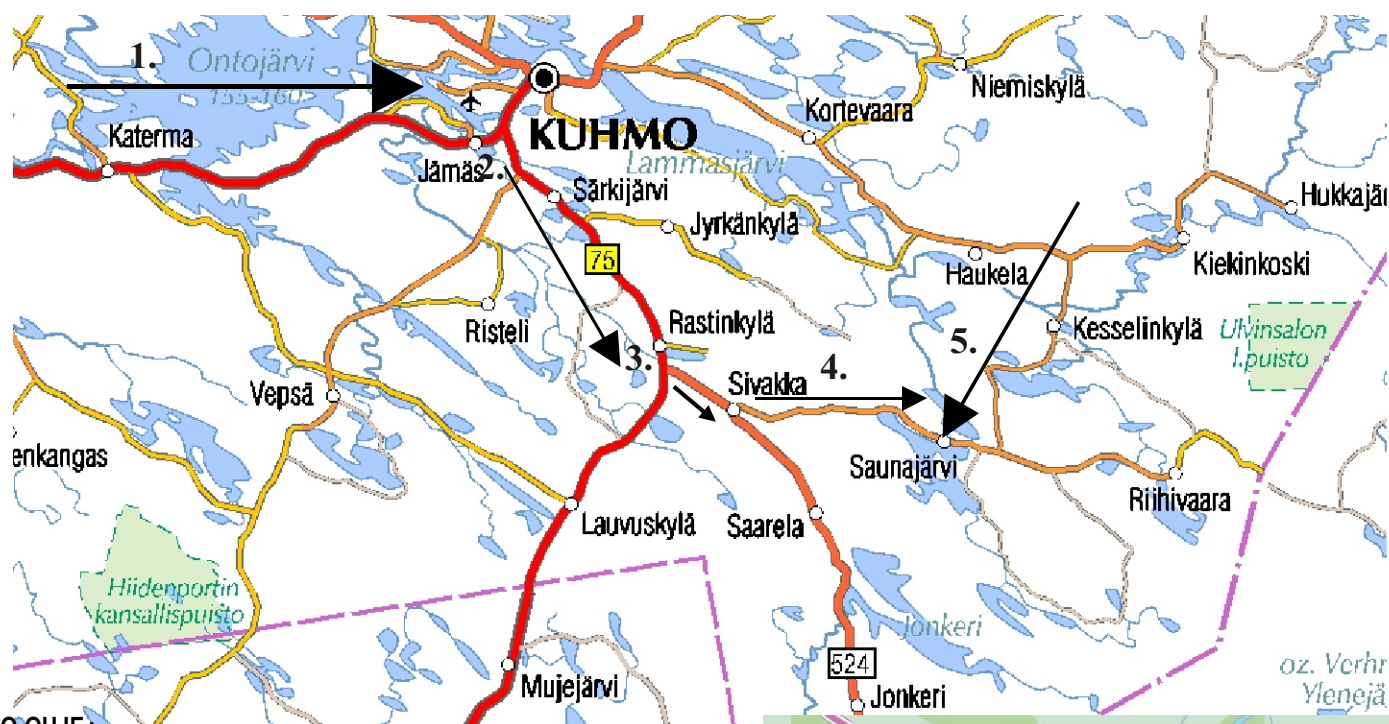 1.
Ontojärvi
155-160
Niemiskylä
Kortevaara
Katerma
KUHMO
Lammasjärvi
Jämäs
2.
Särkijärvi
Hukkajär
Jyrkänkylä
75
Haukela
Kiekinkoski
Risteli
Rastinkylä
Kesselinkylä
Ulvinsalon
l.puisto
3.
4.
5.
Vepsä
Sivakka
enkangas
Saunajärvi
Riihivaara
Lauvuskylä
Saarela
Hiidenportin
kansallispuisto
Jonkeri
524
oz. Verhn
Ylenejä
Mujejärvi
Jonkeri